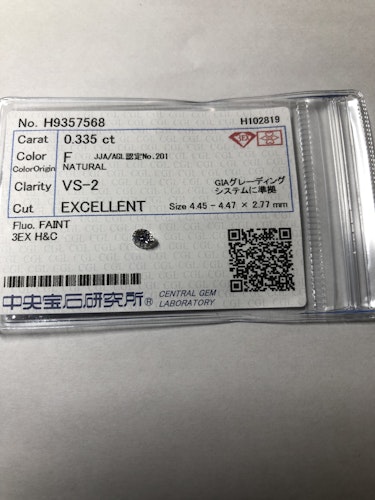 No. H9357568 H102819
Carat 0.335 ct
Color F JJA/AGL認定No.201
ColorOrigin NATURAL
Clarity VS-2 GIAグレーディング
システムに準拠
Cut EXCELLENT Size 4.45 - 4.47 × 2.77 mm
Fluo. FAINT
3EX H&C
中央宝石研究所® CENTRAL GEM
LABORATORY